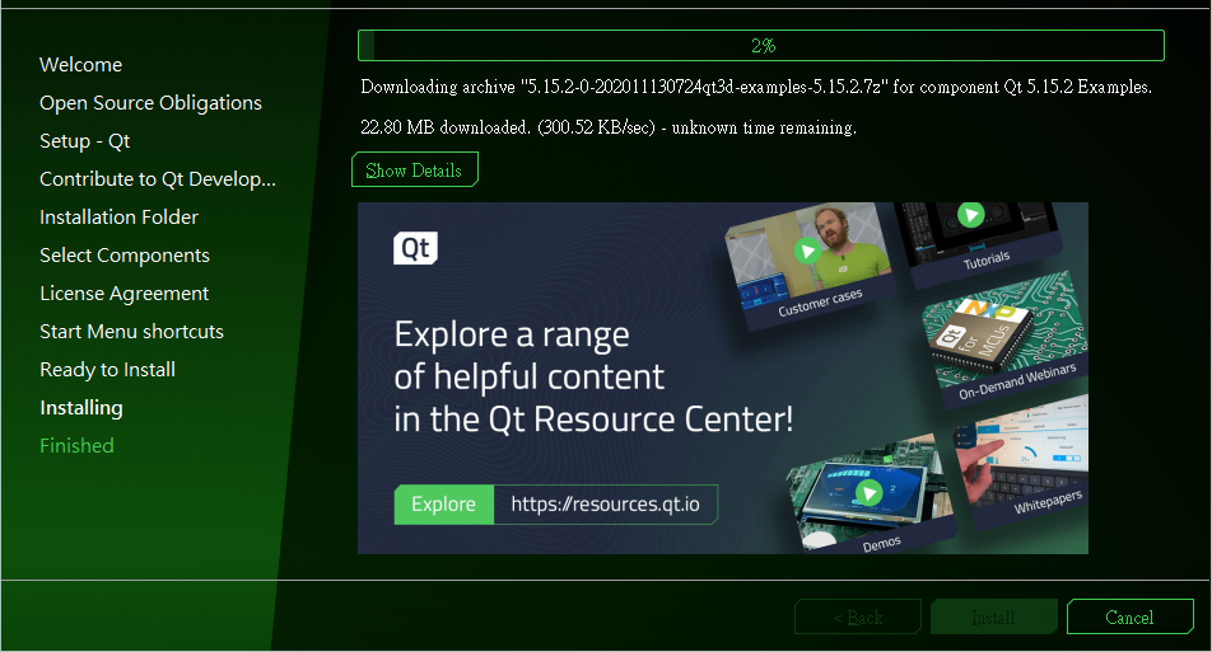 Welcome
Open Source Obligations
Setup - Qt
Contribute to Qt Develop...
Installation Folder
Select Components
License Agreement
Start Menu shortcuts
Ready to Install
Installing
Finished
2%
Downloading archive "5.15.2-0-202011130724qt3d-examples-5.15.2.7z" for component Qt 5.15.2 Examples.
22.80 MB downloaded. (300.52 KB/sec) - unknown time remaining.
Show Details
Qt
Explore a range
of helpful content
in the Qt Resource Center!
Explore https://resources.qt.io
Customer cases
Tutorials
NXP
Qt for MCUs
On-Demand Webinars
Whitepapers
Demos
< Back
Install
Cancel